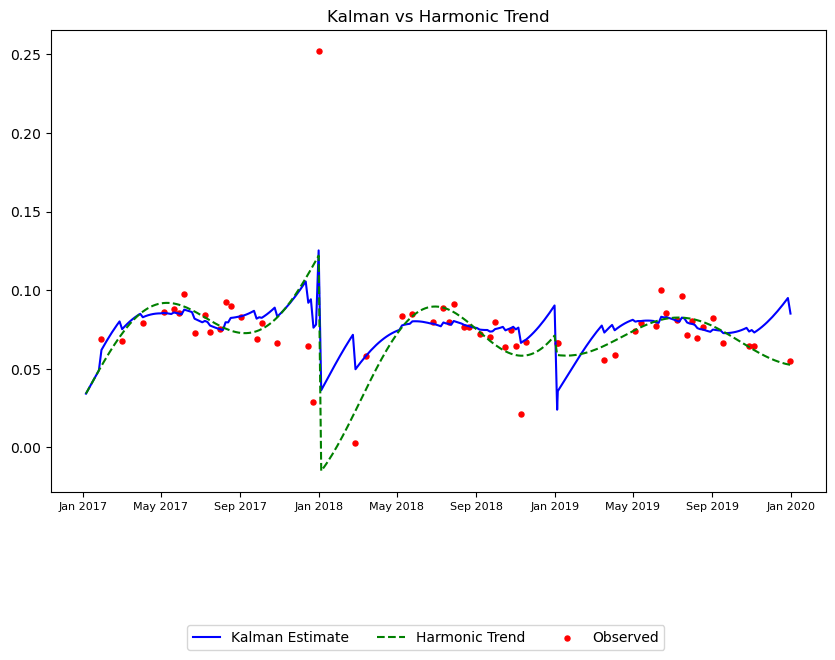 Kalman vs Harmonic Trend
0.25
0.20
0.15
0.10
0.05
0.00
Jan 2017 May 2017 Sep 2017 Jan 2018 May 2018 Sep 2018 Jan 2019 May 2019 Sep 2019 Jan 2020
Kalman Estimate Harmonic Trend Observed